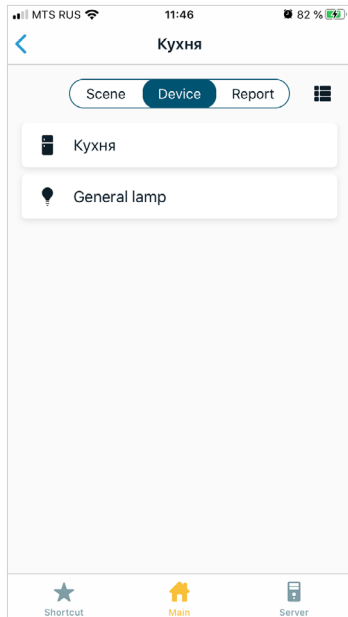 MTS RUS 11:46 82 %
Кухня
Scene Device Report
Кухня
General lamp
Shortcut Main Server